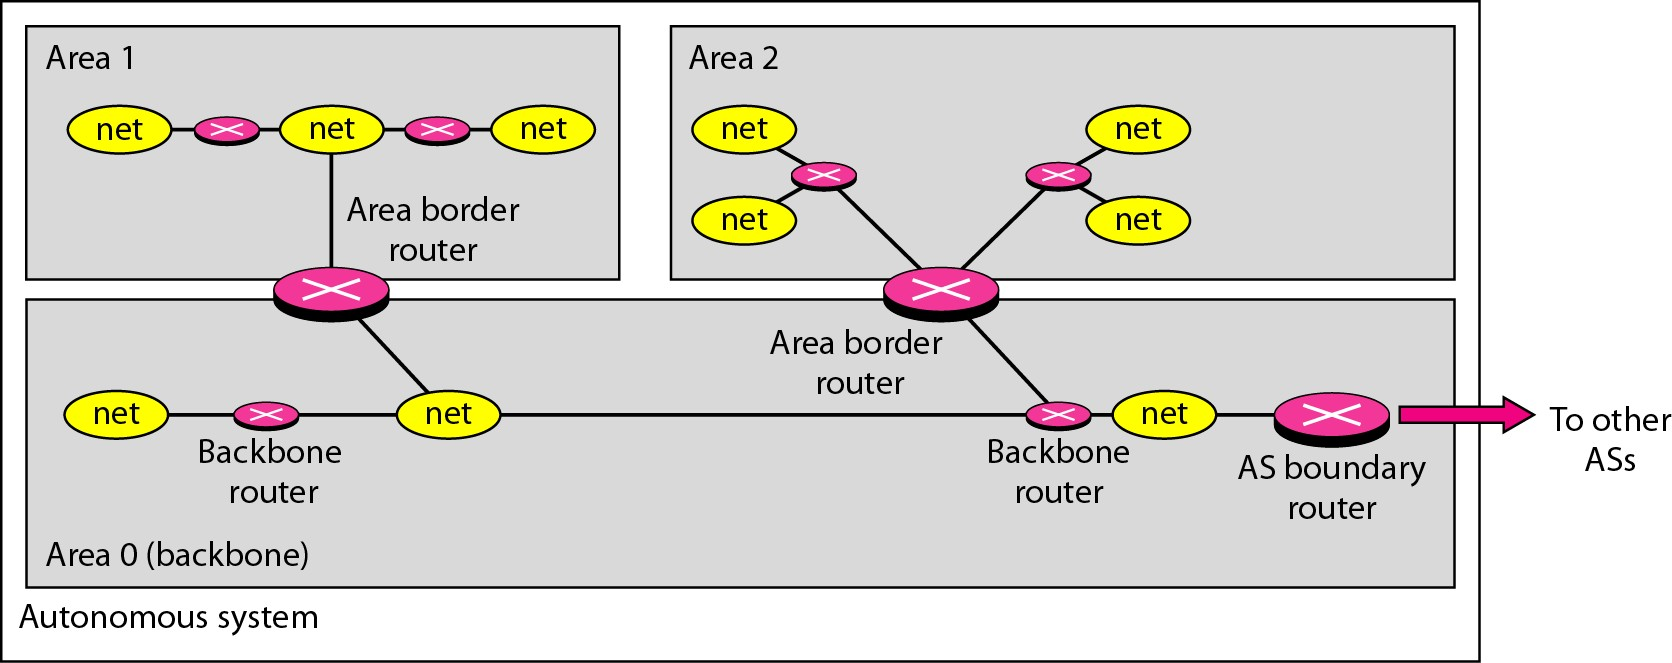 Area 1
net
net
net
Area border
router
Area 2
net
net
net
net
Area border
router
net
Backbone
router
net
Backbone
router
net
AS boundary
router
To other
ASs
Area 0 (backbone)
Autonomous system